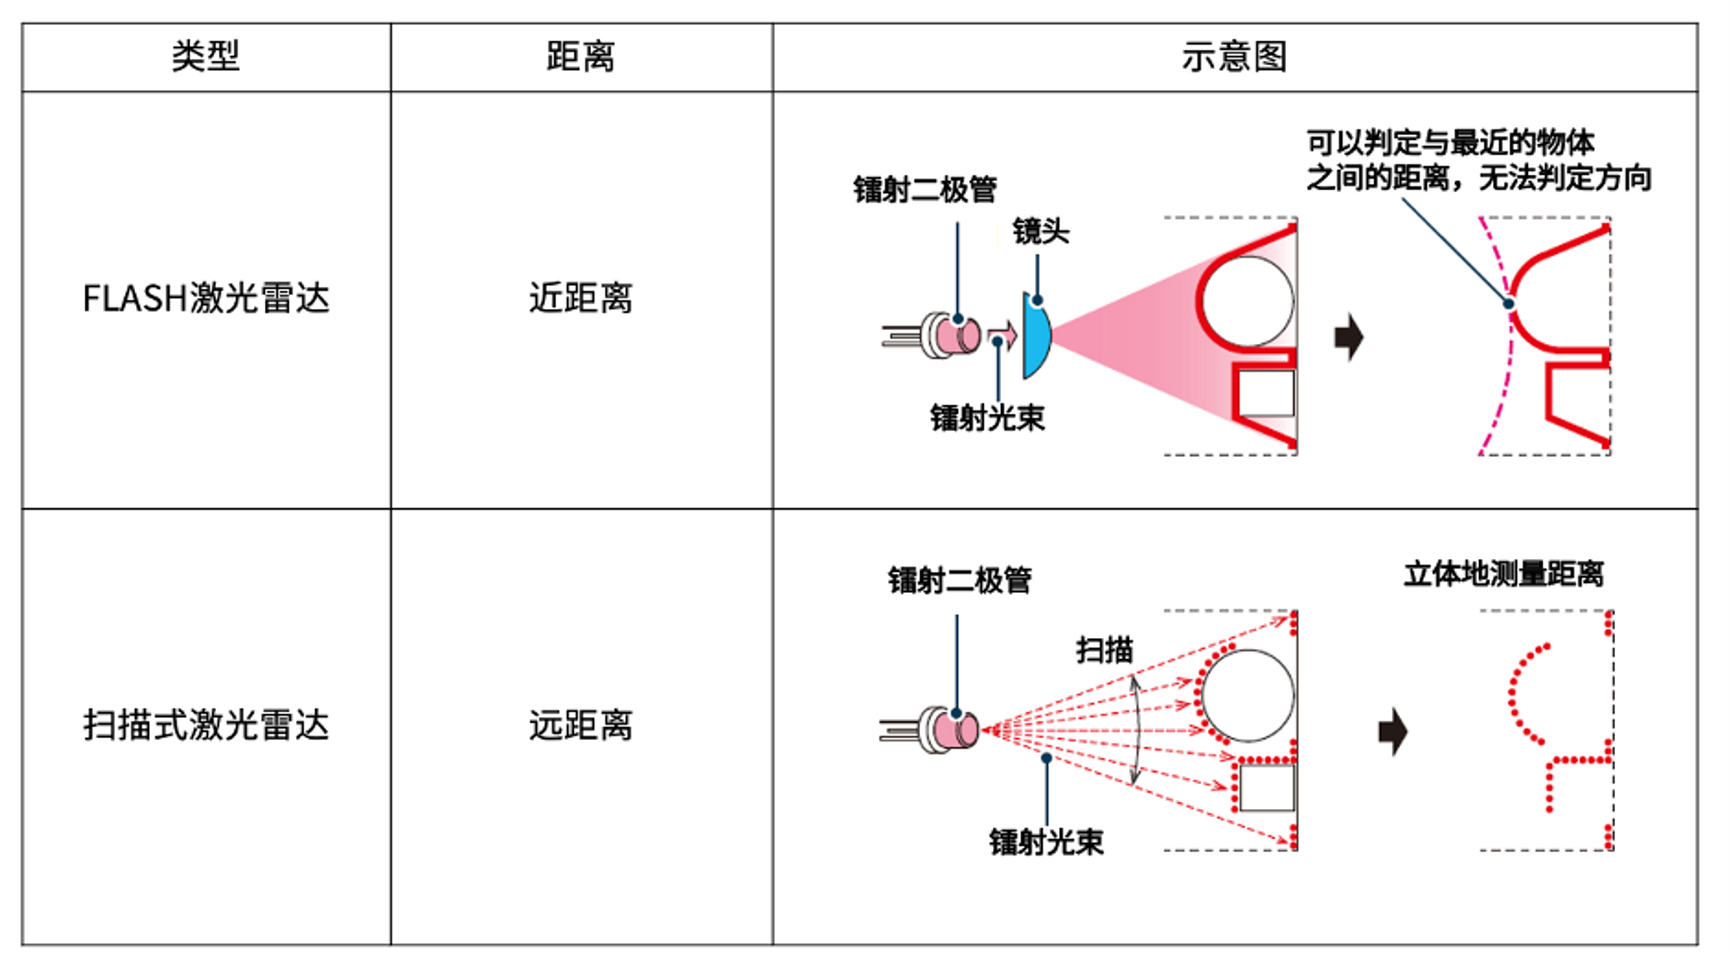 类型
距离
示意图
FLASH激光雷达
近距离
可以判定与最近的物体
之间的距离，无法判定方向
镭射二极管
镜头
镭射光束
扫描式激光雷达
远距离
镭射二极管
立体地测量距离
扫描
镭射光束